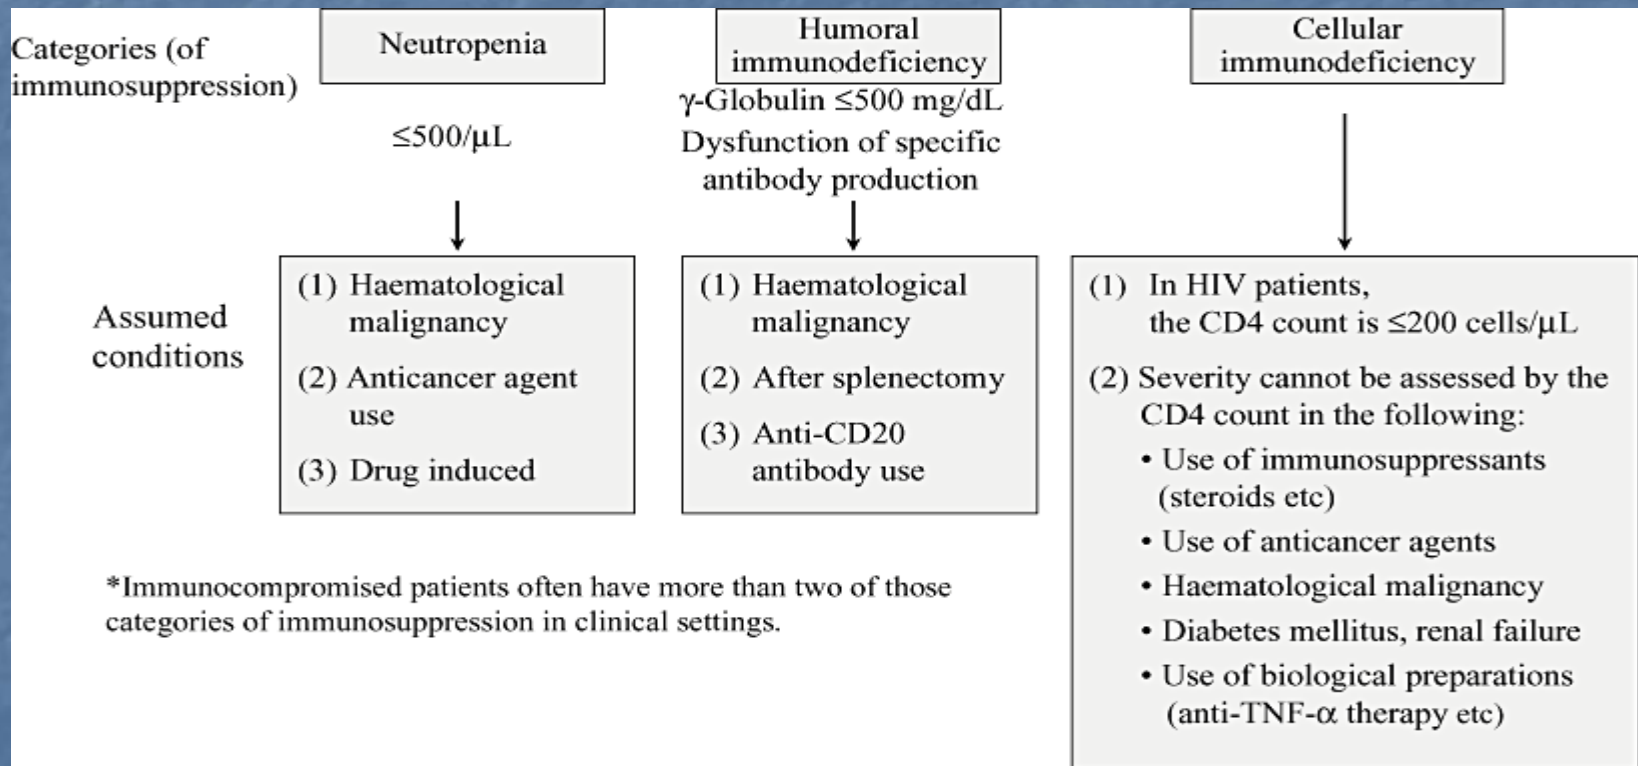 Categories (of
immunosuppression)
Neutropenia
≤500/μL
Humoral
immunodeficiency
γ-Globulin ≤500 mg/dL
Dysfunction of specific
antibody production
Cellular
immunodeficiency
Assumed
conditions
(1) Haematological
malignancy
(2) Anticancer agent
use
(3) Drug induced
(1) Haematological
malignancy
(2) After splenectomy
(3) Anti-CD20
antibody use
(1) In HIV patients,
the CD4 count is ≤200 cells/μL
(2) Severity cannot be assessed by the
CD4 count in the following:
• Use of immunosuppressants
(steroids etc)
• Use of anticancer agents
• Haematological malignancy
• Diabetes mellitus, renal failure
• Use of biological preparations
(anti-TNF-α therapy etc)
*Immunocompromised patients often have more than two of those
categories of immunosuppression in clinical settings.